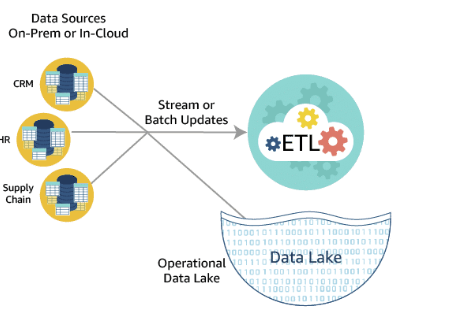 Data Sources
On-Prem or In-Cloud
CRM
Stream or
Batch Updates
HR
ETL
Supply
Chain
Operational
Data Lake
Data Lake